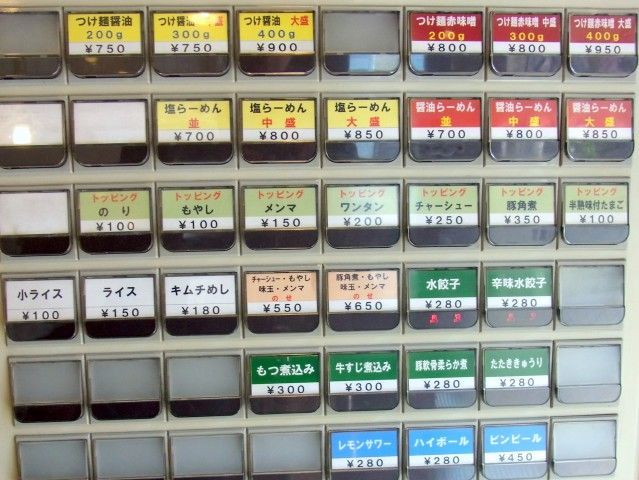 つけ麺醤油
200g
¥750
つけ醤油 中盛
300g
¥750
つけ醤油 大盛
400g
¥900
つけ麺赤味噌
200g
¥800
つけ麺赤味噌 中盛
300g
¥800
つけ麺赤味噌 大盛
400g
¥950
塩らーめん
並
¥700
塩らーめん
中盛
¥800
塩らーめん
大盛
¥850
醤油らーめん
並
¥700
醤油らーめん
中盛
¥800
醤油らーめん
大盛
¥850
トッピング
のり
¥100
トッピング
もやし
¥100
トッピング
メンマ
¥150
トッピング
ワンタン
¥200
トッピング
チャーシュー
¥250
トッピング
豚角煮
¥350
トッピング
半熟味付たまご
¥100
小ライス
¥100
ライス
¥150
キムチめし
¥180
チャーシュー・もやし
味玉・メンマ
のせ
¥550
豚角煮・もやし
味玉・メンマ
のせ
¥650
水餃子
¥280
辛味水餃子
¥280
もつ煮込み
¥300
牛すじ煮込み
¥300
豚軟骨柔らか煮
¥280
たたききゅうり
¥280
レモンサワー
¥280
ハイボール
¥280
ビンビール
¥450